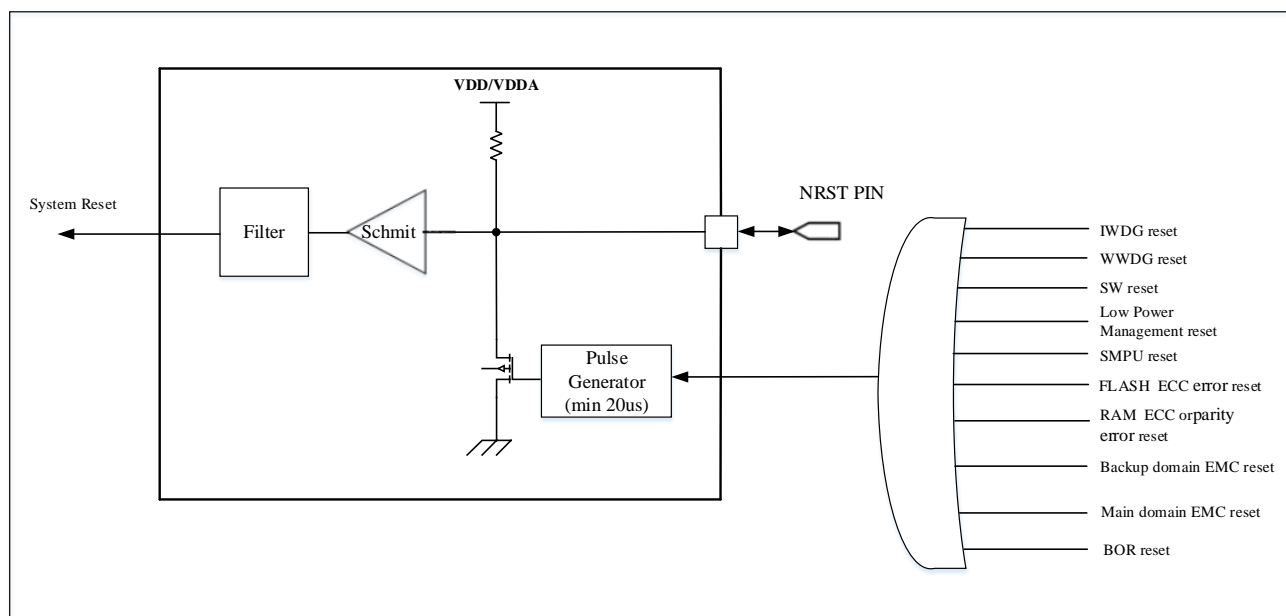 VDD/VDDA
System Reset
Filter
Schmit
NRST PIN
Pulse
Generator
(min 20us)
IWDG reset
WWDG reset
SW reset
Low Power
Management reset
SMPU reset
FLASH ECC error reset
RAM ECC orparity
error reset
Backup domain EMC reset
Main domain EMC reset
BOR reset